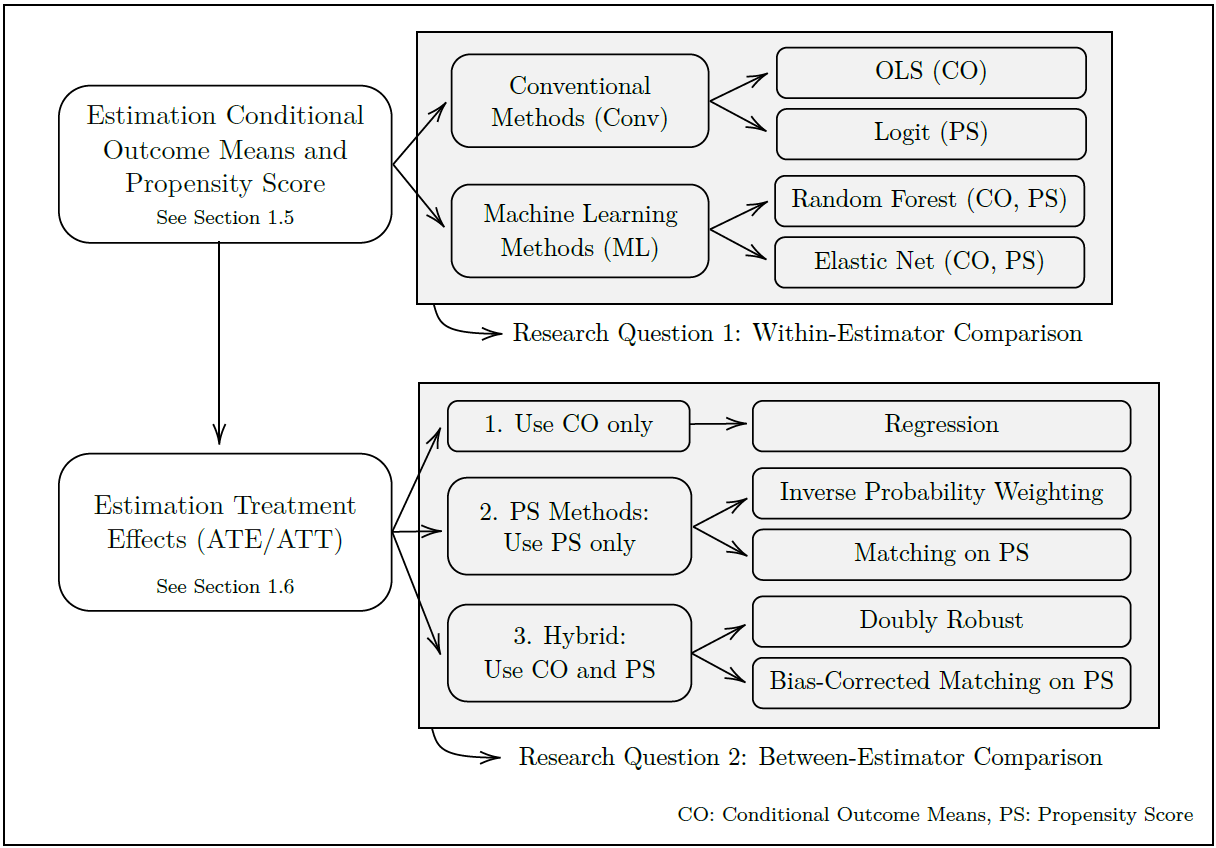 Estimation Conditional
Outcome Means and
Propensity Score
See Section 1.5
Conventional
Methods (Conv)
OLS (CO)
Logit (PS)
Machine Learning
Methods (ML)
Random Forest (CO, PS)
Elastic Net (CO, PS)
Research Question 1: Within-Estimator Comparison
Estimation Treatment
Effects (ATE/ATT)
See Section 1.6
1. Use CO only
Regression
2. PS Methods:
Use PS only
Inverse Probability Weighting
Matching on PS
3. Hybrid:
Use CO and PS
Doubly Robust
Bias-Corrected Matching on PS
Research Question 2: Between-Estimator Comparison
CO: Conditional Outcome Means, PS: Propensity Score